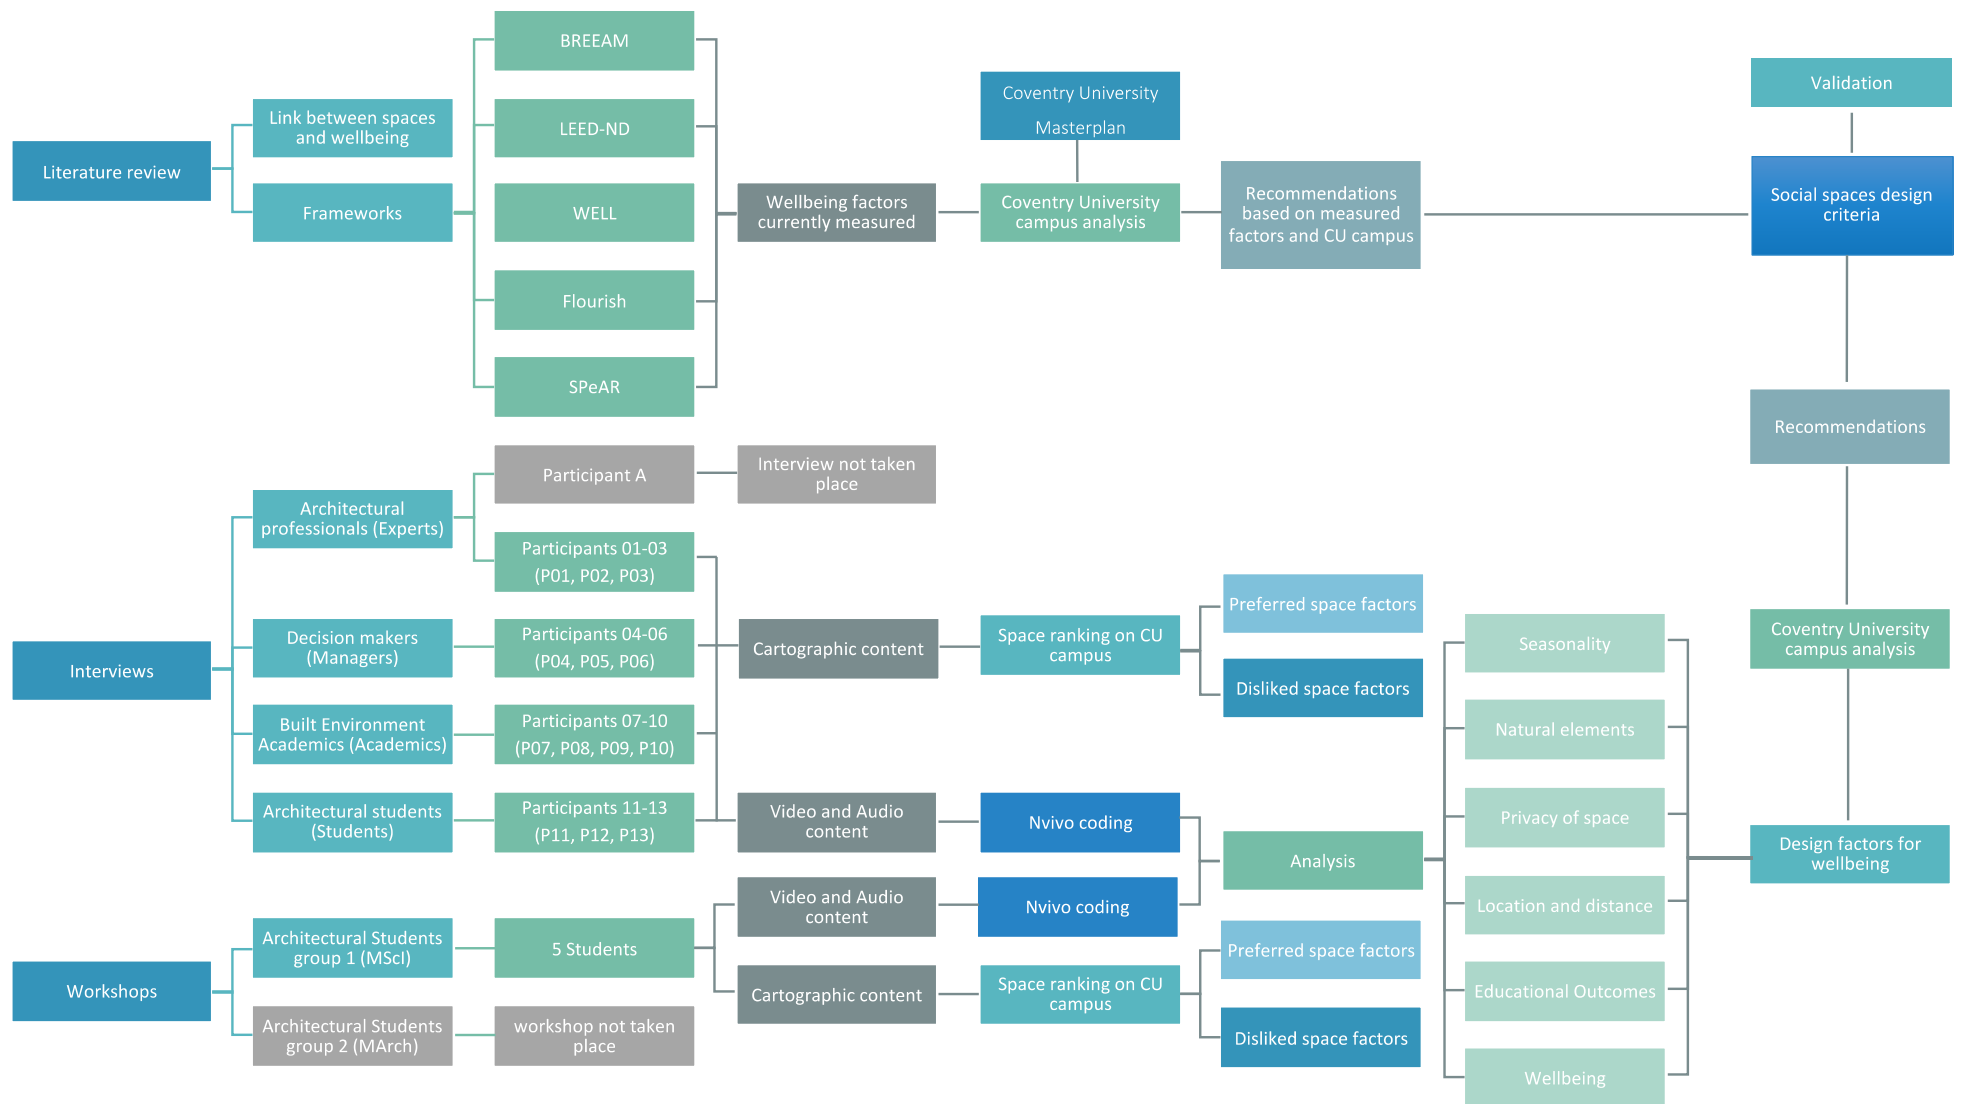 Literature review
Link between spaces
and wellbeing
Frameworks
BREEAM
LEED-ND
WELL
Flourish
SPeAR
Wellbeing factors
currently measured
Coventry University
Masterplan
Coventry University
campus analysis
Recommendations
based on measured
factors and CU campus
Validation
Social spaces design
criteria
Recommendations
Coventry University
campus analysis
Design factors for
wellbeing
Interviews
Architectural
professionals (Experts)
Decision makers
(Managers)
Built Environment
Academics (Academics)
Architectural students
(Students)
Participant A
Interview not taken
place
Participants 01-03
(P01, P02, P03)
Participants 04-06
(P04, P05, P06)
Participants 07-10
(P07, P08, P09, P10)
Participants 11-13
(P11, P12, P13)
Cartographic content
Space ranking on CU
campus
Preferred space factors
Disliked space factors
Video and Audio
content
Nvivo coding
Workshops
Architectural Students
group 1 (MScI)
Architectural Students
group 2 (MArch)
5 Students
workshop not taken
place
Video and Audio
content
Nvivo coding
Cartographic content
Space ranking on CU
campus
Preferred space factors
Disliked space factors
Analysis
Seasonality
Natural elements
Privacy of space
Location and distance
Educational Outcomes
Wellbeing